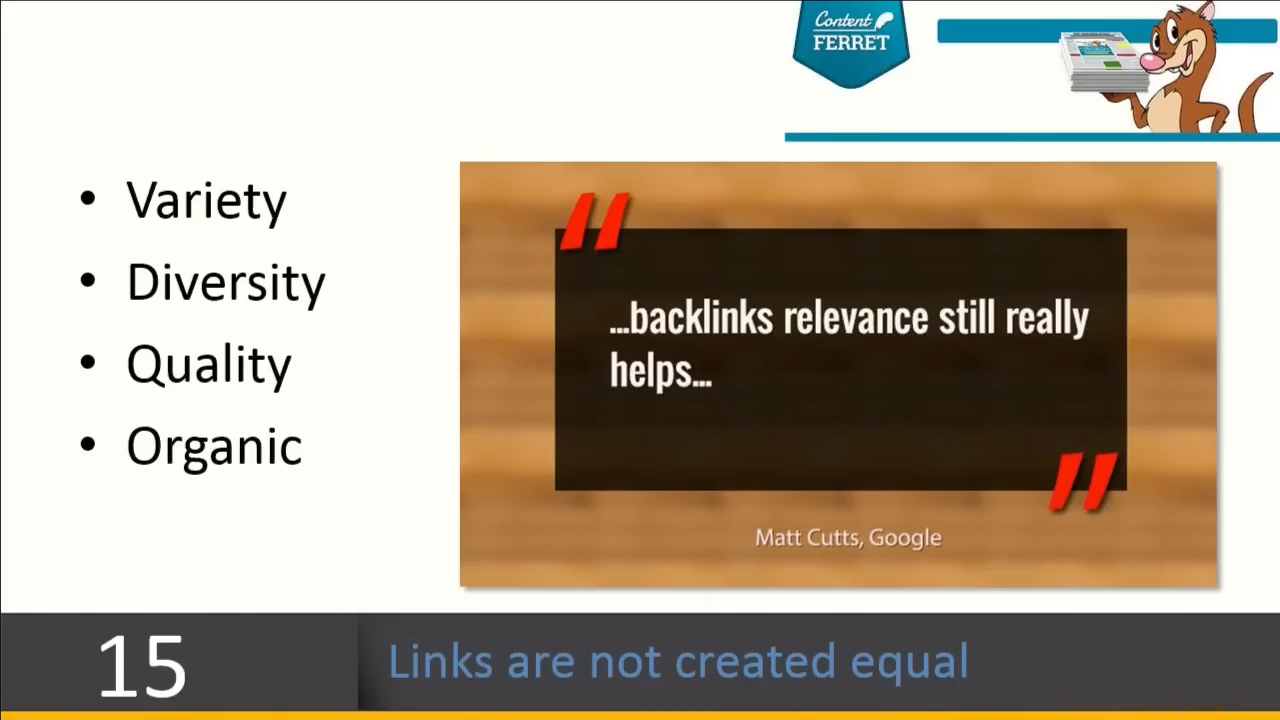 Content
FERRET
• Variety
• Diversity
• Quality
• Organic
“
...backlinks relevance still really
helps...
”
Matt Cutts, Google
15
Links are not created equal